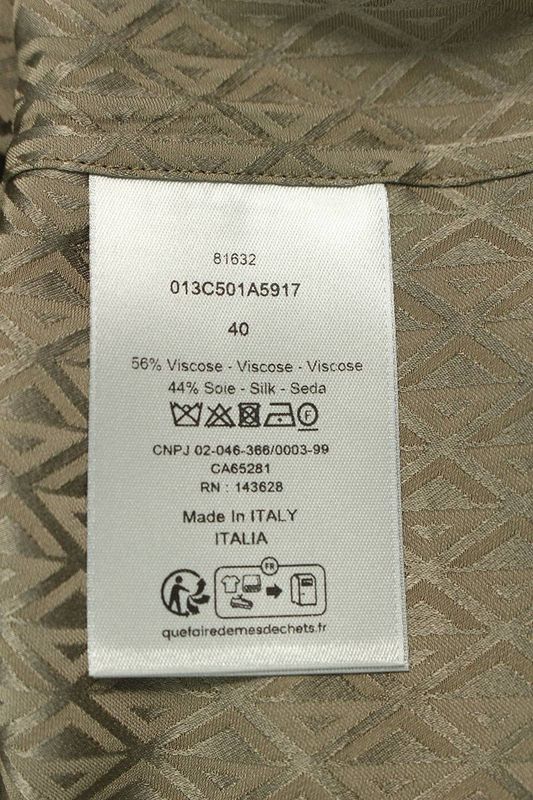 81632
013C501A5917
40
56% Viscose - Viscose - Viscose
44% Soie - Silk - Seda
F
CNPJ 02-046-366/0003-99
CA65281
RN : 143628
Made In ITALY
ITALIA
FR
quefairedemesdechets.fr